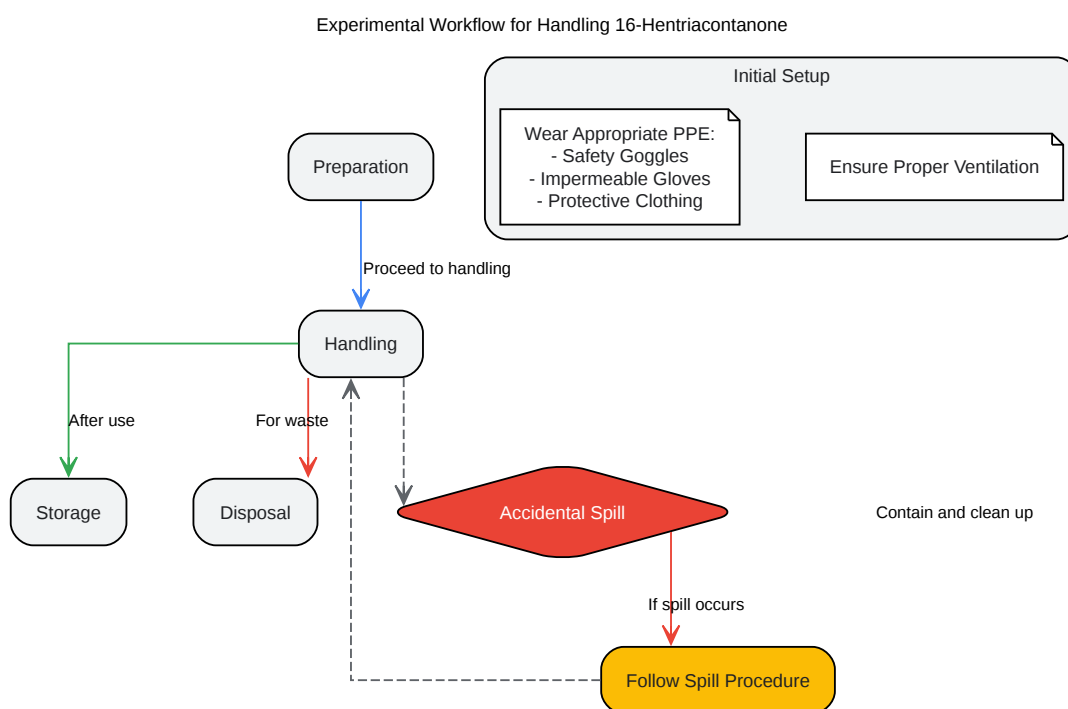 Experimental Workflow for Handling 16-Hentriacontanone
Initial Setup
Wear Appropriate PPE:
- Safety Goggles
- Impermeable Gloves
- Protective Clothing
Ensure Proper Ventilation
Preparation
Proceed to handling
Handling
After use
For waste
Storage
Disposal
Accidental Spill
Contain and clean up
If spill occurs
Follow Spill Procedure